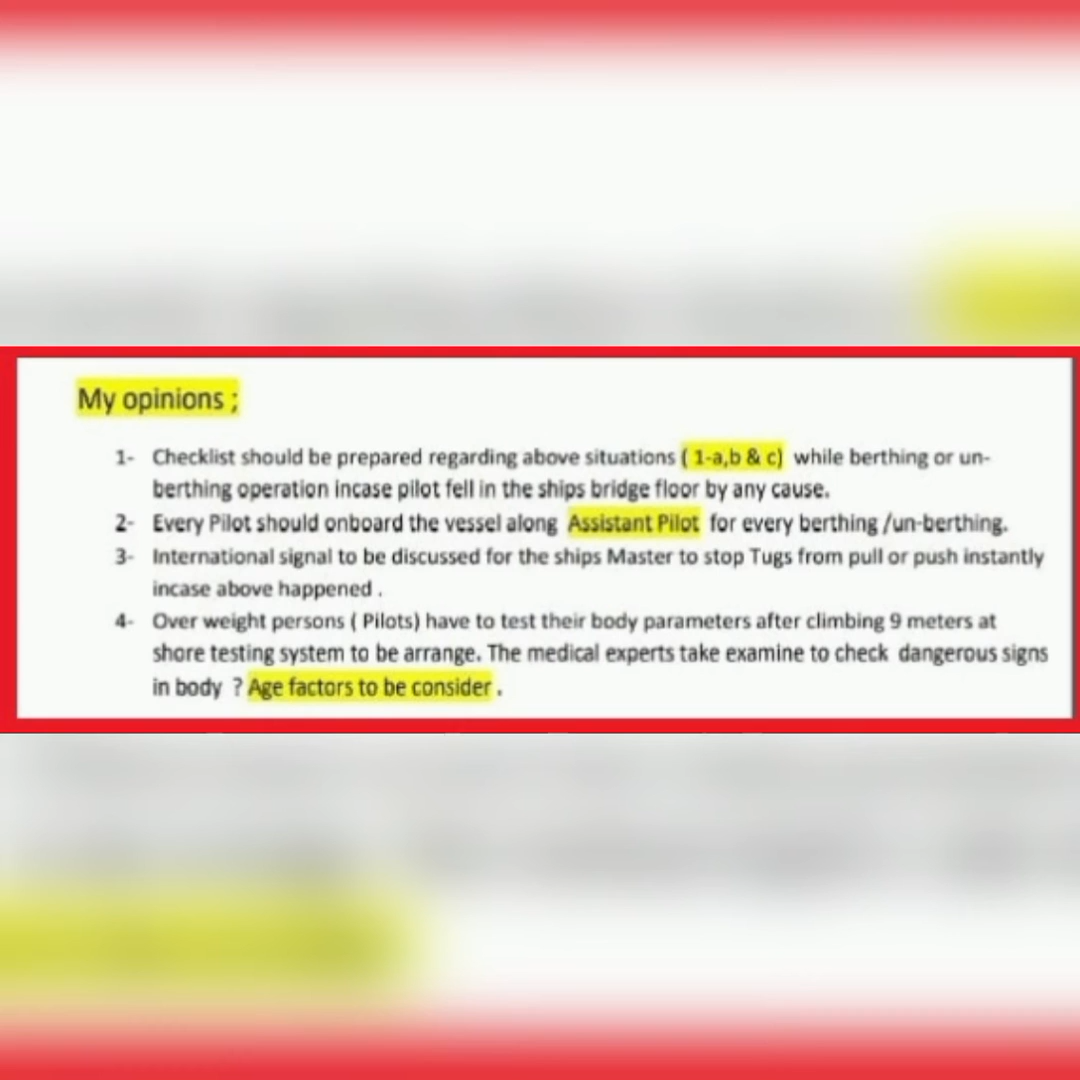 My opinions ;
1- Checklist should be prepared regarding above situations ( 1-a,b & c) while berthing or un-
berthing operation incase pilot fell in the ships bridge floor by any cause.
2- Every Pilot should onboard the vessel along Assistant Pilot for every berthing /un-berthing.
3- International signal to be discussed for the ships Master to stop Tugs from pull or push instantly
incase above happened .
4- Over weight persons ( Pilots) have to test their body parameters after climbing 9 meters at
shore testing system to be arrange. The medical experts take examine to check dangerous signs
in body ? Age factors to be consider .